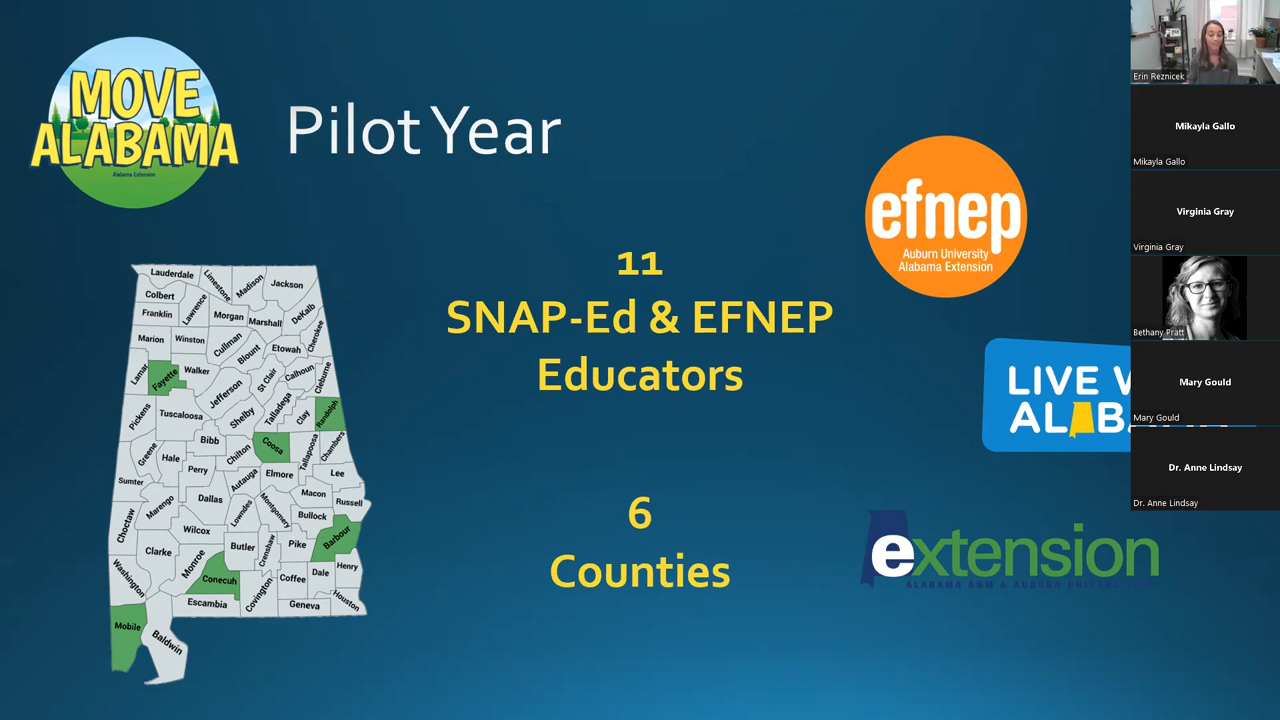 MOVE
ALABAMA
Alabama Extension
Pilot Year
efnep
Auburn University
Alabama Extension
11
SNAP-Ed & EFNEP
Educators
6
Counties
LIVE
ALAB
extension
ALABAMA A&M & AUBURN
Lauderdale
Limestone
Madison
Jackson
Colbert
Lawrence
Franklin
Morgan
Marshall
DeKalb
Marion
Winston
Cullman
Blount
Etowah
Cherokee
Lamar
Fayette
Walker
Jefferson
St Clair
Calhoun
Cleburne
Pickens
Tuscaloosa
Shelby
Talladega
Clay
Randolph
Greene
Hale
Bibb
Chilton
Coosa
Tallapoosa
Chambers
Sumter
Perry
Autauga
Elmore
Lee
Marengo
Dallas
Lowndes
Montgomery
Macon
Russell
Bullock
Choctaw
Wilcox
Clarke
Monroe
Butler
Crenshaw
Pike
Barbour
Washington
Conecuh
Covington
Coffee
Dale
Henry
Escambia
Geneva
Houston
Mobile
Baldwin
Erin Reznicek
Mikayla Gallo
Mikayla Gallo
Virginia Gray
Virginia Gray
Bethany Pratt
Mary Gould
Mary Gould
Dr. Anne Lindsay
Dr. Anne Lindsay